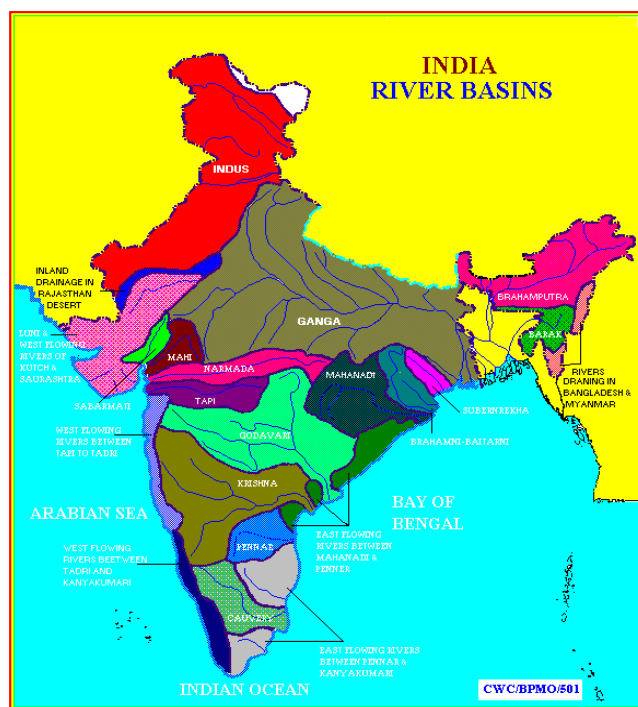 INDIA
RIVER BASINS
INDUS
INLAND
DRAINAGE IN
RAJASTHAN
DESERT
BRAHAMPUTRA
GANGA
BARAK
LUNI &
WEST FLOWING
RIVERS OF
KUTCH &
SAURASHTRA
MAHI
NARMADA
MAHANADI
RIVERS
DRANING IN
BANGLADESH &
MYANMAR
SABARMATI
TAPI
SUBERNREKHA
WEST FLOWING
RIVERS BETWEEN
TAPI TO TADRI
GODAVARI
BRAHAMNI-BAITARNI
KRISHNA
ARABIAN SEA
BAY OF
BENGAL
WEST FLOWING
RIVERS BEETWEEN
TADRI AND
KANYAKUMARI
PENNAR
EAST FLOWING
RIVERS BETWEEN
MAHANADI &
PENNER
CAUVERY
EAST FLOWING RIVERS
BETWEEN PENNAR &
KANYAKUMARI
INDIAN OCEAN
CWC/BPMO/501